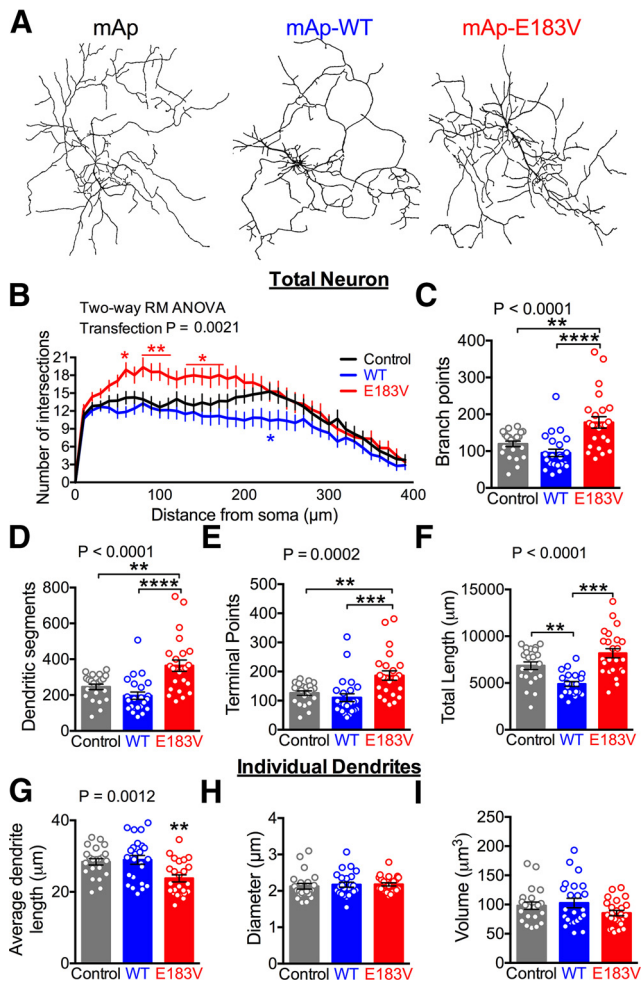 A
mAp
mAp-WT
mAp-E183V
Total Neuron
B
Two-way RM ANOVA
Transfection P = 0.0021
Number of intersections
21
18
15
12
9
6
3
0
* ** *
*
Control
WT
E183V
0 100 200 300 400
Distance from soma (µm)
C
P < 0.0001
**
****
Branch points
400
300
200
100
0
Control WT E183V
D
P < 0.0001
**
****
Dendritic segments
800
600
400
200
0
Control WT E183V
E
P = 0.0002
**
***
Terminal Points
500
400
300
200
100
0
Control WT E183V
F
P < 0.0001
***
**
Total Length (µm)
15000
10000
5000
0
Control WT E183V
Individual Dendrites
G
P = 0.0012
**
Average dendrite
length (µm)
40
20
0
Control WT E183V
H
Diameter (µm)
4
3
2
1
0
Control WT E183V
I
Volume (µm³)
250
200
150
100
50
0
Control WT E183V